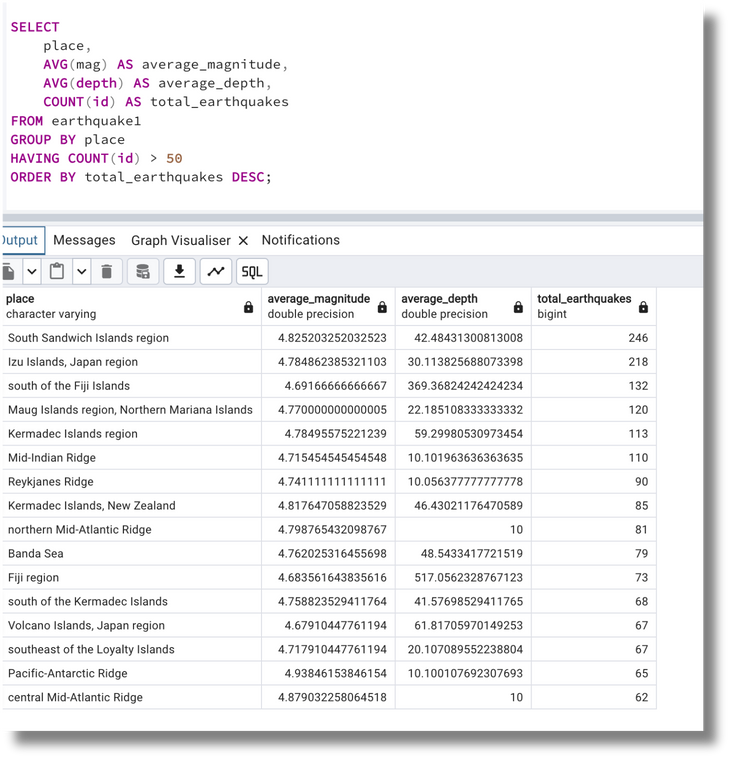 SELECT
place,
AVG(mag) AS average_magnitude,
AVG(depth) AS average_depth,
COUNT(id) AS total_earthquakes
FROM earthquake1
GROUP BY place
HAVING COUNT(id) > 50
ORDER BY total_earthquakes DESC;
Output Messages Graph Visualiser × Notifications
SQL
place average_magnitude average_depth total_earthquakes
character varying double precision double precision bigint
South Sandwich Islands region 4.825203252032523 42.48431300813008 246
Izu Islands, Japan region 4.784862385321103 30.113825688073398 218
south of the Fiji Islands 4.69166666666667 369.36824242424234 132
Maug Islands region, Northern Mariana Islands 4.770000000000005 22.185108333333332 120
Kermadec Islands region 4.78495575221239 59.29980530973454 113
Mid-Indian Ridge 4.715454545454548 10.101963636363635 110
Reykjanes Ridge 4.741111111111111 10.056377777777778 90
Kermadec Islands, New Zealand 4.817647058823529 46.43021176470589 85
northern Mid-Atlantic Ridge 4.798765432098767 10 81
Banda Sea 4.762025316455698 48.5433417721519 79
Fiji region 4.683561643835616 517.0562328767123 73
south of the Kermadec Islands 4.758823529411764 41.57698529411765 68
Volcano Islands, Japan region 4.67910447761194 61.81705970149253 67
southeast of the Loyalty Islands 4.717910447761194 20.107089552238804 67
Pacific-Antarctic Ridge 4.93846153846154 10.100107692307693 65
central Mid-Atlantic Ridge 4.879032258064518 10 62